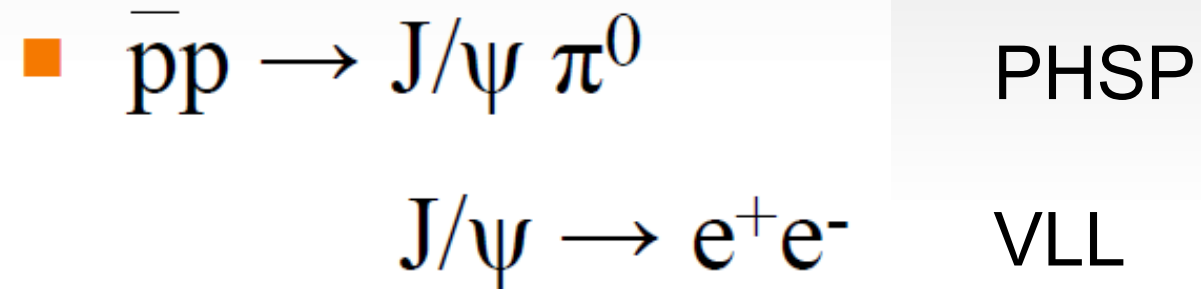 p̅p → J/ψ π⁰ PHSP
J/ψ → e⁺e⁻ VLL